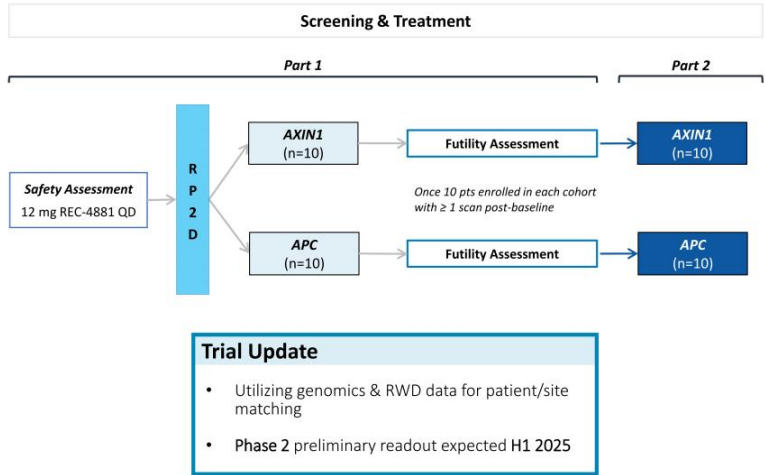 Screening & Treatment
Part 1
Part 2
Safety Assessment
12 mg REC-4881 QD
R
P
2
D
AXIN1
(n=10)
Futility Assessment
AXIN1
(n=10)
Once 10 pts enrolled in each cohort
with ≥ 1 scan post-baseline
APC
(n=10)
Futility Assessment
APC
(n=10)
Trial Update
• Utilizing genomics & RWD data for patient/site
matching
• Phase 2 preliminary readout expected H1 2025